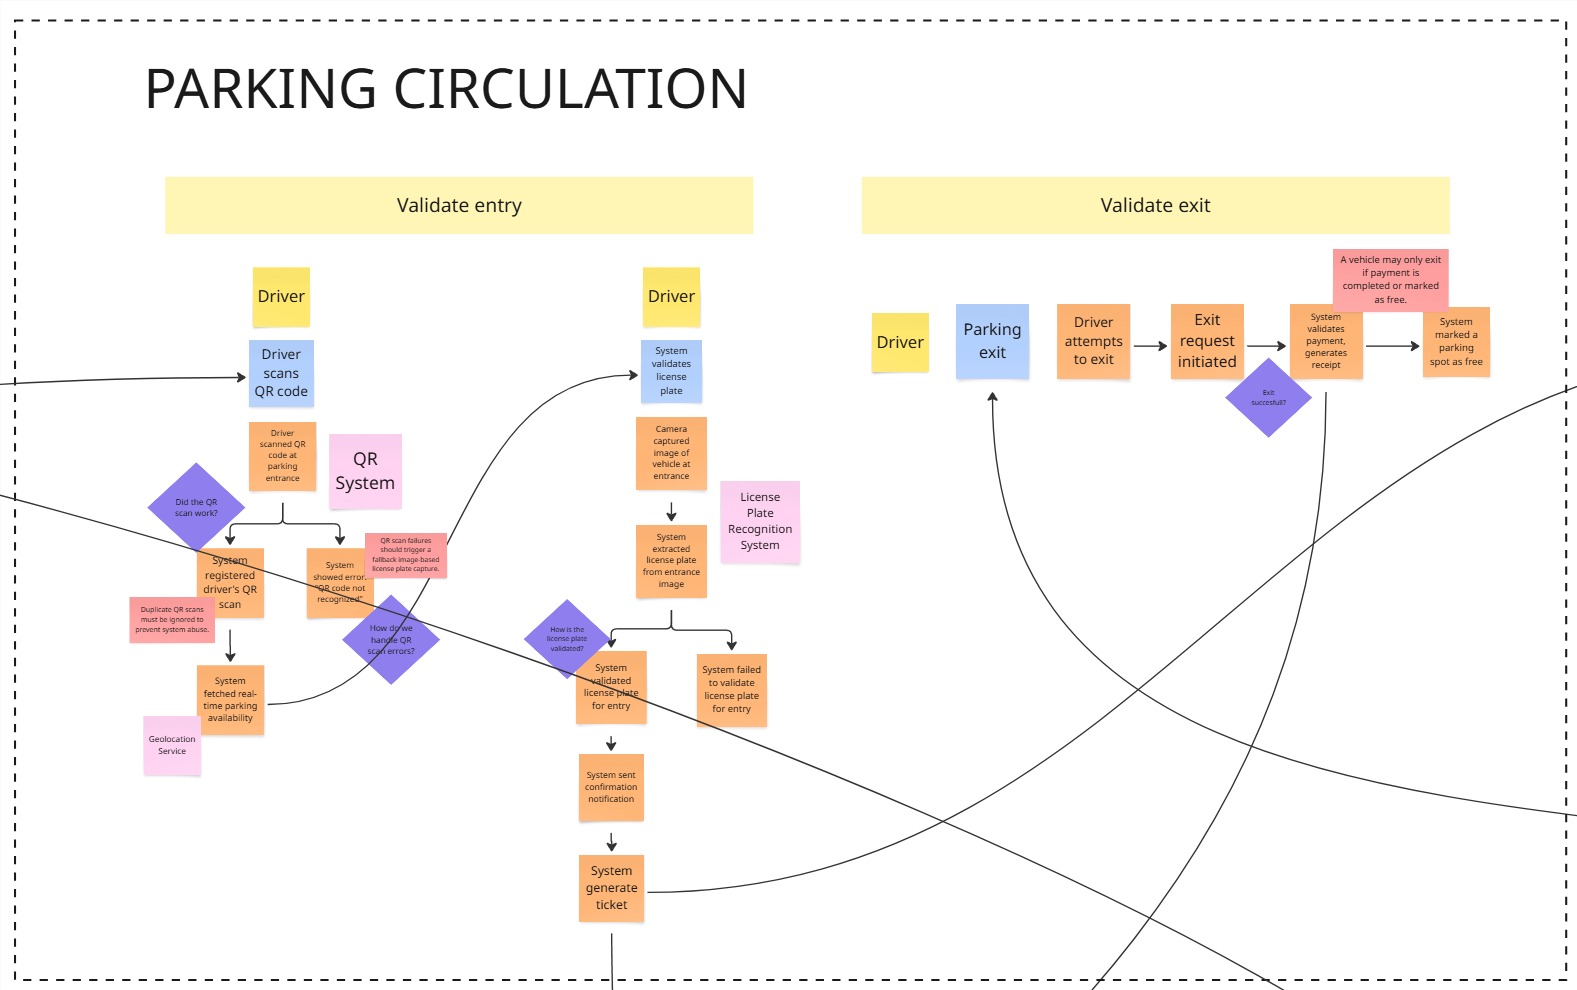 PARKING CIRCULATION
Validate entry
Driver
Driver
scans
QR code
Driver
scanned QR
code at
parking
entrance
QR
System
Did the QR
scan work?
System
registered
driver's QR
scan
Duplicate QR scans
must be ignored to
prevent system abuse.
System
showed error:
"QR code not
recognized"
QR scan failures
should trigger a
fallback image-based
license plate capture.
How do we
handle QR
scan errors?
System
fetched real-
time parking
availability
Geolocation
Service
Driver
System
validates
license
plate
Camera
captured
image of
vehicle at
entrance
System
extracted
license plate
from entrance
image
License
Plate
Recognition
System
How is the
license plate
validated?
System
validated
license plate
for entry
System failed
to validate
license plate
for entry
System sent
confirmation
notification
System
generate
ticket
Validate exit
Driver
Parking
exit
Driver
attempts
to exit
Exit
request
initiated
Exit
succesfull?
System
validates
payment,
generates
receipt
A vehicle may only exit
if payment is
completed or marked
as free.
System
marked a
parking
spot as free